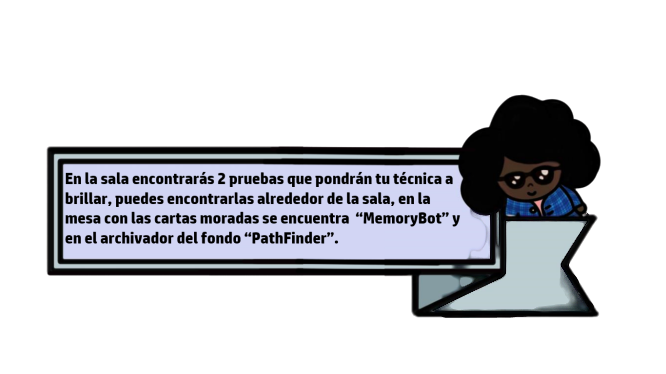 En la sala encontrarás 2 pruebas que pondrán tu técnica a
brillar, puedes encontrarlas alrededor de la sala, en la
mesa con las cartas moradas se encuentra “MemoryBot” y
en el archivador del fondo “PathFinder”.